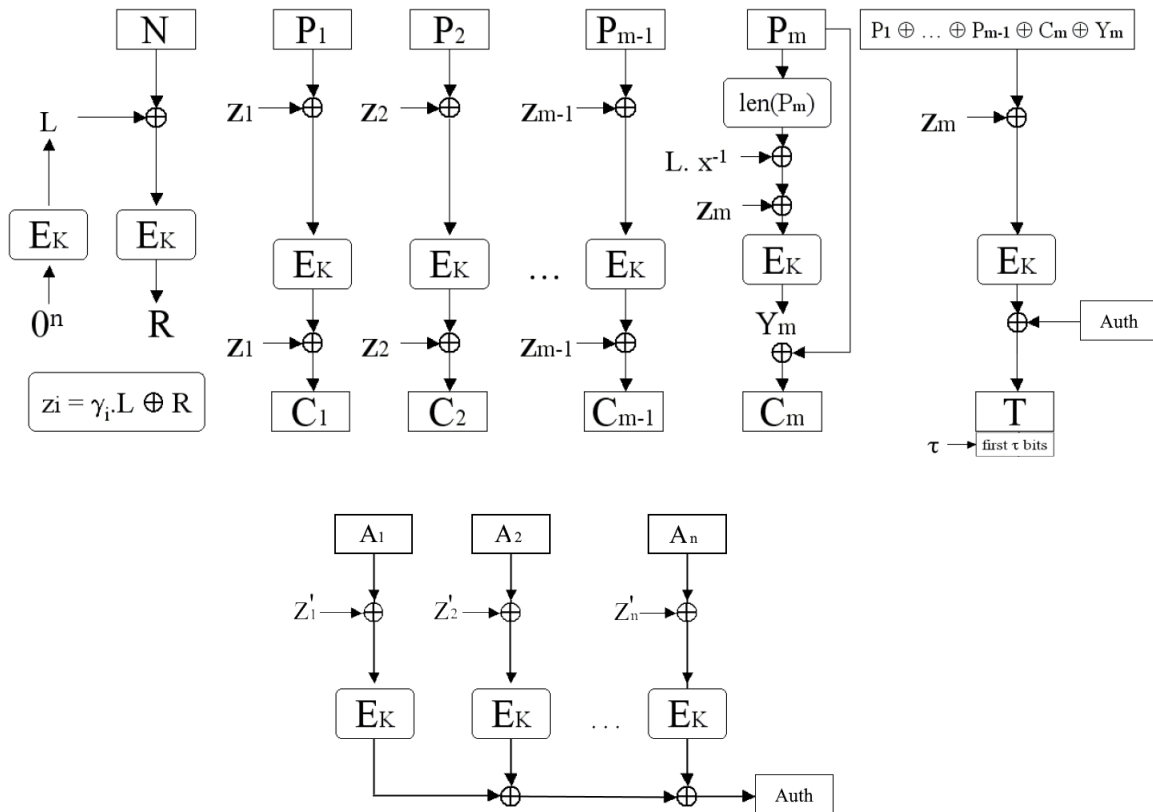 N
P1
P2
Pm-1
Pm
P1 ⊕ … ⊕ Pm-1 ⊕ Cm ⊕ Ym
L
z1
z2
zm-1
len(Pm)
zm
L. x-1
zm
EK
EK
EK
EK
…
EK
EK
EK
0n
R
z1
z2
zm-1
Ym
Auth
zi = γi.L ⊕ R
C1
C2
Cm-1
Cm
T
τ
first τ bits
A1
A2
An
Z'1
Z'2
Z'n
EK
EK
...
EK
Auth